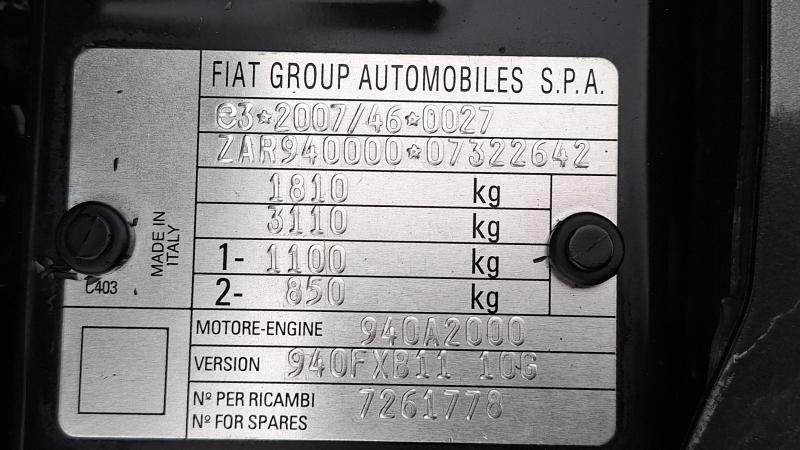 FIAT GROUP AUTOMOBILES S.P.A.
e3*2007/46*0027
ZAR940000*07322642
1810 kg
3110 kg
1- 1100 kg
2- 850 kg
MADE IN ITALY
C403
MOTORE-ENGINE 940A2000
VERSION 940FXB11 10G
Nº PER RICAMBI
Nº FOR SPARES 7261778